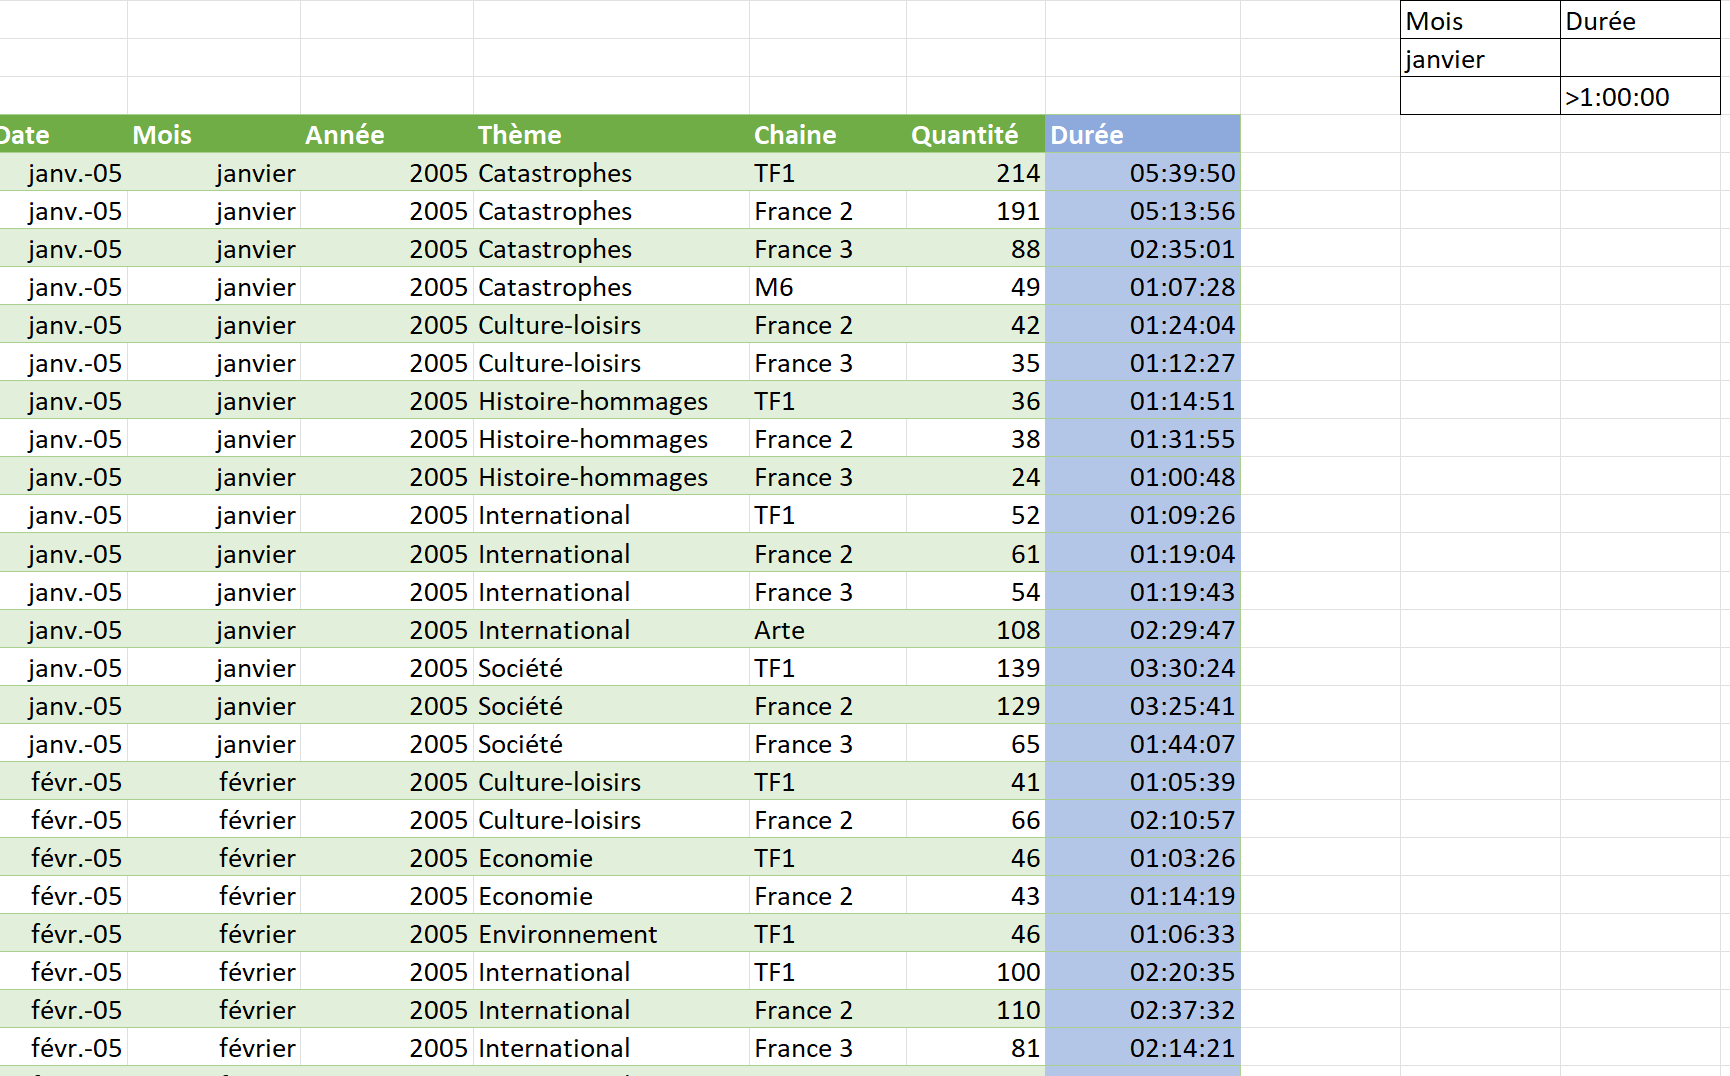 Mois Durée
janvier
>1:00:00
Date Mois Année Thème Chaine Quantité Durée
janv.-05 janvier 2005 Catastrophes TF1 214 05:39:50
janv.-05 janvier 2005 Catastrophes France 2 191 05:13:56
janv.-05 janvier 2005 Catastrophes France 3 88 02:35:01
janv.-05 janvier 2005 Catastrophes M6 49 01:07:28
janv.-05 janvier 2005 Culture-loisirs France 2 42 01:24:04
janv.-05 janvier 2005 Culture-loisirs France 3 35 01:12:27
janv.-05 janvier 2005 Histoire-hommages TF1 36 01:14:51
janv.-05 janvier 2005 Histoire-hommages France 2 38 01:31:55
janv.-05 janvier 2005 Histoire-hommages France 3 24 01:00:48
janv.-05 janvier 2005 International TF1 52 01:09:26
janv.-05 janvier 2005 International France 2 61 01:19:04
janv.-05 janvier 2005 International France 3 54 01:19:43
janv.-05 janvier 2005 International Arte 108 02:29:47
janv.-05 janvier 2005 Société TF1 139 03:30:24
janv.-05 janvier 2005 Société France 2 129 03:25:41
janv.-05 janvier 2005 Société France 3 65 01:44:07
févr.-05 février 2005 Culture-loisirs TF1 41 01:05:39
févr.-05 février 2005 Culture-loisirs France 2 66 02:10:57
févr.-05 février 2005 Economie TF1 46 01:03:26
févr.-05 février 2005 Economie France 2 43 01:14:19
févr.-05 février 2005 Environnement TF1 46 01:06:33
févr.-05 février 2005 International TF1 100 02:20:35
févr.-05 février 2005 International France 2 110 02:37:32
févr.-05 février 2005 International France 3 81 02:14:21